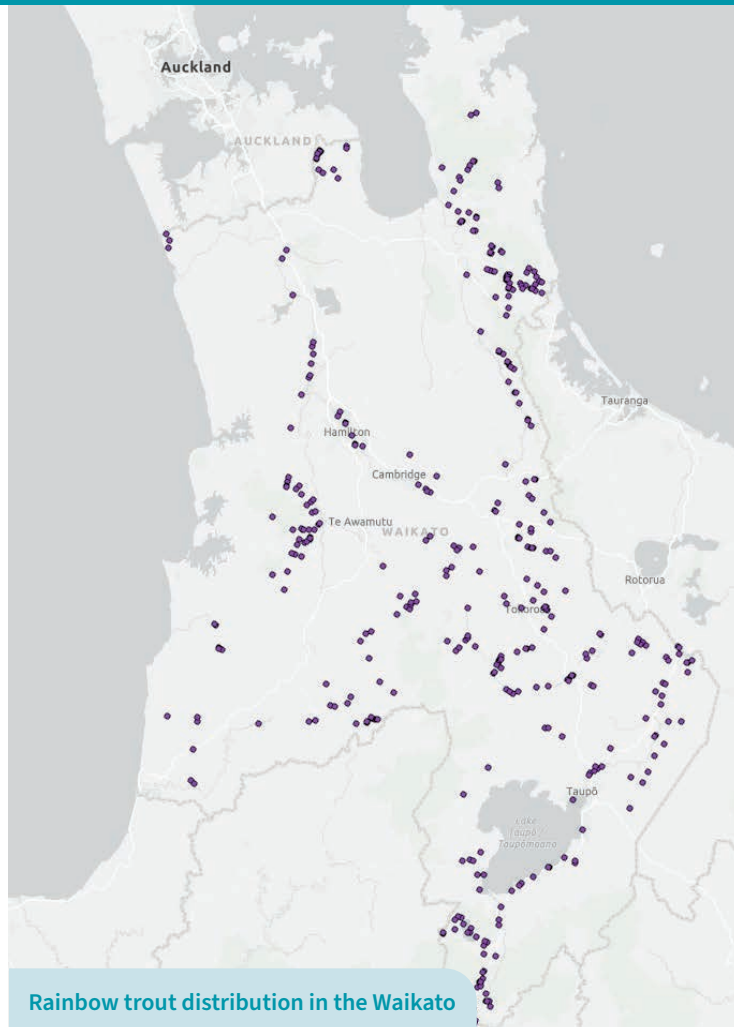 Auckland
AUCKLAND
Tauranga
Hamilton
Cambridge
Te Awamutu
WAIKATO
Rotorua
Tokoroa
Taupō
Lake
Taupō /
Taupōmoana
Rainbow trout distribution in the Waikato